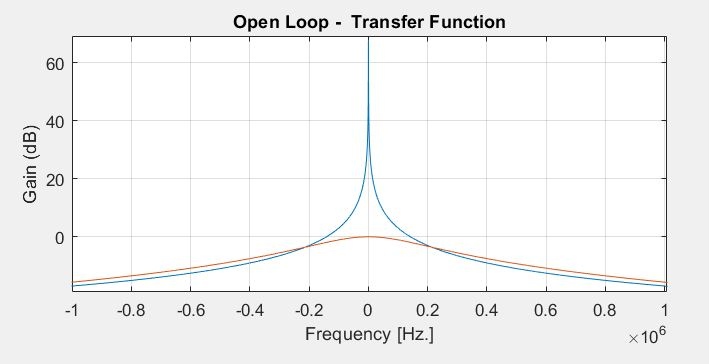 Open Loop - Transfer Function
60
40
20
0
Gain (dB)
-1 -0.8 -0.6 -0.4 -0.2 0 0.2 0.4 0.6 0.8 1
Frequency [Hz.]
×10^6